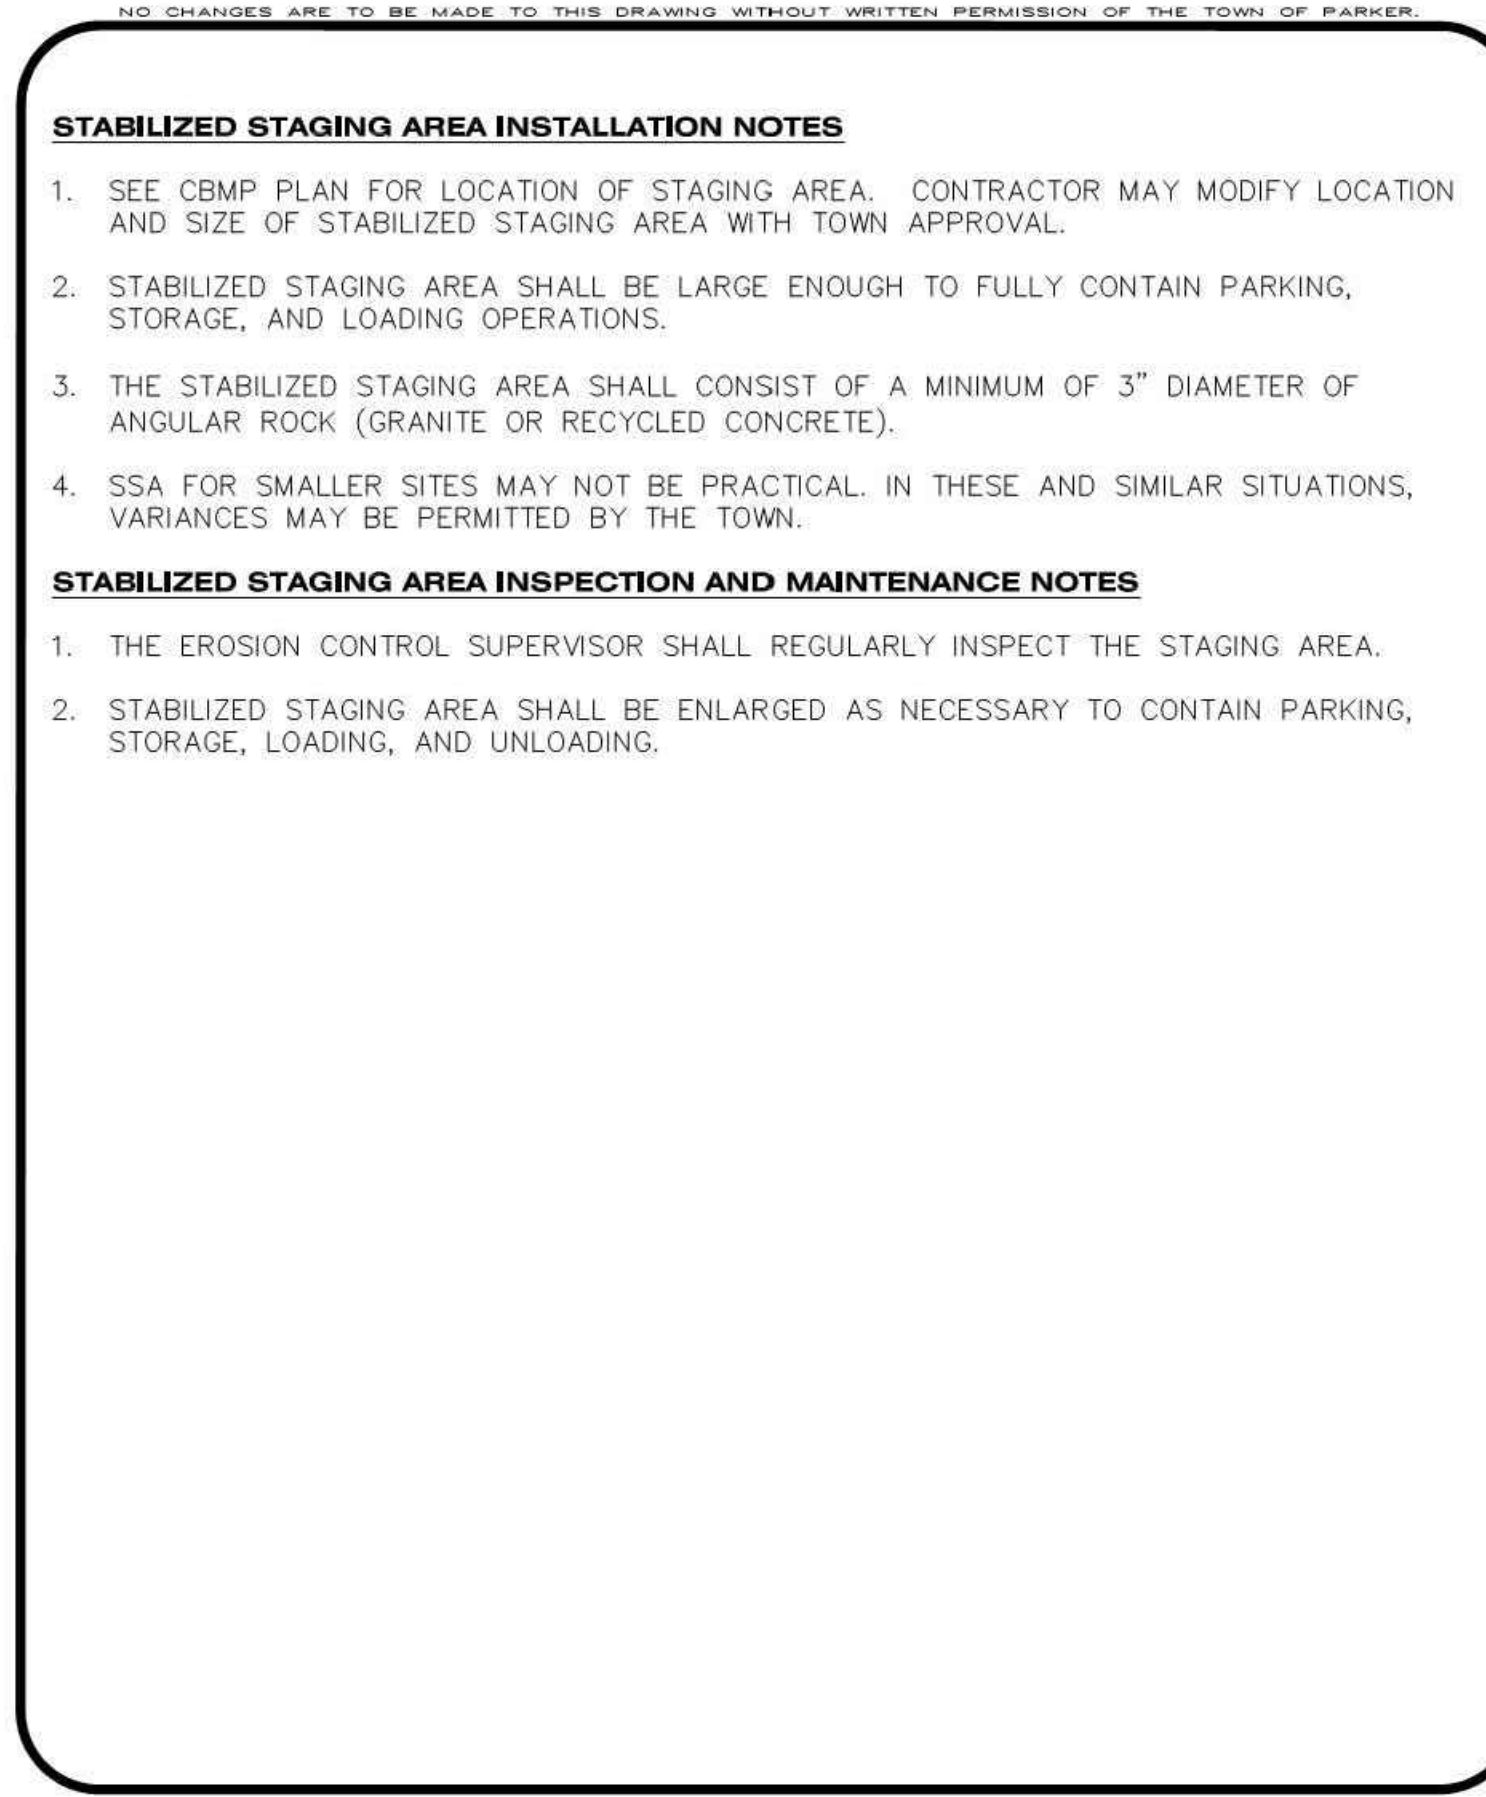 NO CHANGES ARE TO BE MADE TO THIS DRAWING WITHOUT WRITTEN PERMISSION OF THE TOWN OF PARKER.
STABILIZED STAGING AREA INSTALLATION NOTES
1. SEE CBMP PLAN FOR LOCATION OF STAGING AREA. CONTRACTOR MAY MODIFY LOCATION
AND SIZE OF STABILIZED STAGING AREA WITH TOWN APPROVAL.
2. STABILIZED STAGING AREA SHALL BE LARGE ENOUGH TO FULLY CONTAIN PARKING,
STORAGE, AND LOADING OPERATIONS.
3. THE STABILIZED STAGING AREA SHALL CONSIST OF A MINIMUM OF 3” DIAMETER OF
ANGULAR ROCK (GRANITE OR RECYCLED CONCRETE).
4. SSA FOR SMALLER SITES MAY NOT BE PRACTICAL. IN THESE AND SIMILAR SITUATIONS,
VARIANCES MAY BE PERMITTED BY THE TOWN.
STABILIZED STAGING AREA INSPECTION AND MAINTENANCE NOTES
1. THE EROSION CONTROL SUPERVISOR SHALL REGULARLY INSPECT THE STAGING AREA.
2. STABILIZED STAGING AREA SHALL BE ENLARGED AS NECESSARY TO CONTAIN PARKING,
STORAGE, LOADING, AND UNLOADING.